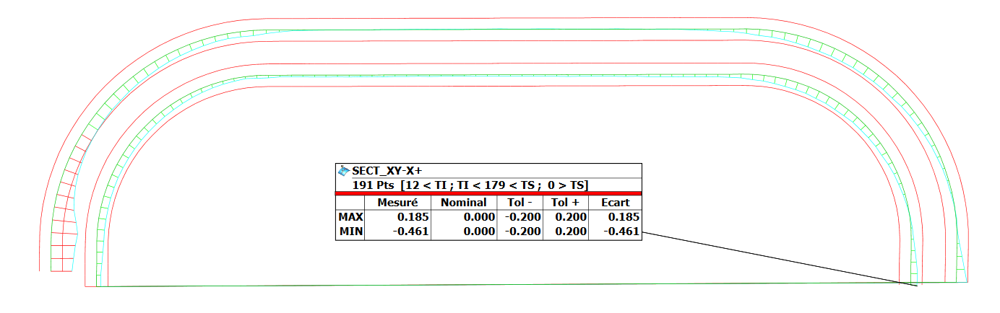 SECT_XY-X+
191 Pts [12 < TI ; TI < 179 < TS ; 0 > TS]
Mesuré Nominal Tol - Tol + Ecart
MAX 0.185 0.000 -0.200 0.200 0.185
MIN -0.461 0.000 -0.200 0.200 -0.461